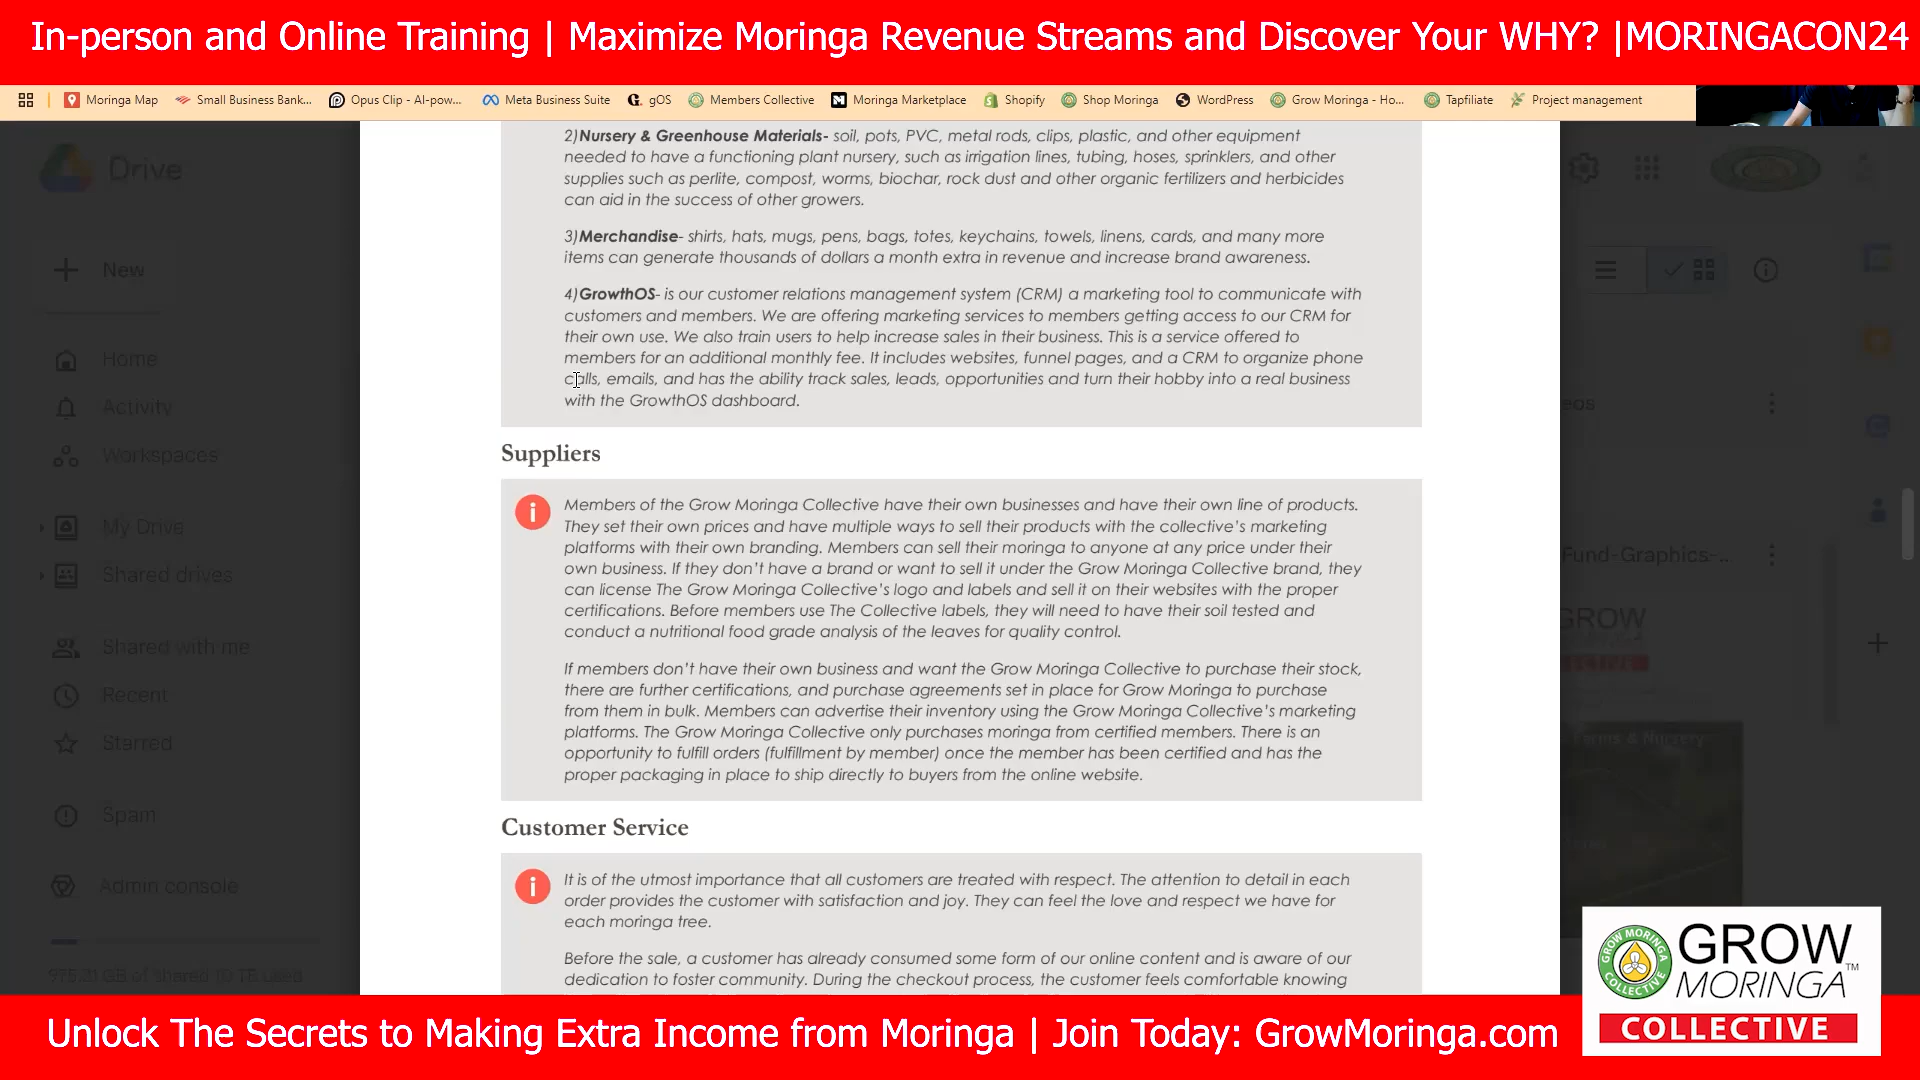 In-person and Online Training | Maximize Moringa Revenue Streams and Discover Your WHY? |MORINGACON24
Moringa Map Small Business Bank... Opus Clip - AI-pow... Meta Business Suite gOS Members Collective Moringa Marketplace Shopify Shop Moringa WordPress Grow Moringa - Ho... Tapfiliate Project management
Drive
New
Home
Activity
Workspaces
My Drive
Shared drives
Shared with me
Recent
Starred
Spam
Admin console
2)Nursery & Greenhouse Materials- soil, pots, PVC, metal rods, clips, plastic, and other equipment
needed to have a functioning plant nursery, such as irrigation lines, tubing, hoses, sprinklers, and other
supplies such as perlite, compost, worms, biochar, rock dust and other organic fertilizers and herbicides
can aid in the success of other growers.
3)Merchandise- shirts, hats, mugs, pens, bags, totes, keychains, towels, linens, cards, and many more
items can generate thousands of dollars a month extra in revenue and increase brand awareness.
4)GrowthOS- is our customer relations management system (CRM) a marketing tool to communicate with
customers and members. We are offering marketing services to members getting access to our CRM for
their own use. We also train users to help increase sales in their business. This is a service offered to
members for an additional monthly fee. It includes websites, funnel pages, and a CRM to organize phone
calls, emails, and has the ability track sales, leads, opportunities and turn their hobby into a real business
with the GrowthOS dashboard.
Suppliers
Members of the Grow Moringa Collective have their own businesses and have their own line of products.
They set their own prices and have multiple ways to sell their products with the collective's marketing
platforms with their own branding. Members can sell their moringa to anyone at any price under their
own business. If they don't have a brand or want to sell it under the Grow Moringa Collective brand, they
can license The Grow Moringa Collective's logo and labels and sell it on their websites with the proper
certifications. Before members use The Collective labels, they will need to have their soil tested and
conduct a nutritional food grade analysis of the leaves for quality control.
If members don't have their own business and want the Grow Moringa Collective to purchase their stock,
there are further certifications, and purchase agreements set in place for Grow Moringa to purchase
from them in bulk. Members can advertise their inventory using the Grow Moringa Collective's marketing
platforms. The Grow Moringa Collective only purchases moringa from certified members. There is an
opportunity to fulfill orders (fulfillment by member) once the member has been certified and has the
proper packaging in place to ship directly to buyers from the online website.
Customer Service
It is of the utmost importance that all customers are treated with respect. The attention to detail in each
order provides the customer with satisfaction and joy. They can feel the love and respect we have for
each moringa tree.
Before the sale, a customer has already consumed some form of our online content and is aware of our
dedication to foster community. During the checkout process, the customer feels comfortable knowing
Fund-Graphics-...
GROW
Farms & Nursery
GROW MORINGA
COLLECTIVE
GROW
MORINGA™
COLLECTIVE
Unlock The Secrets to Making Extra Income from Moringa | Join Today: GrowMoringa.com